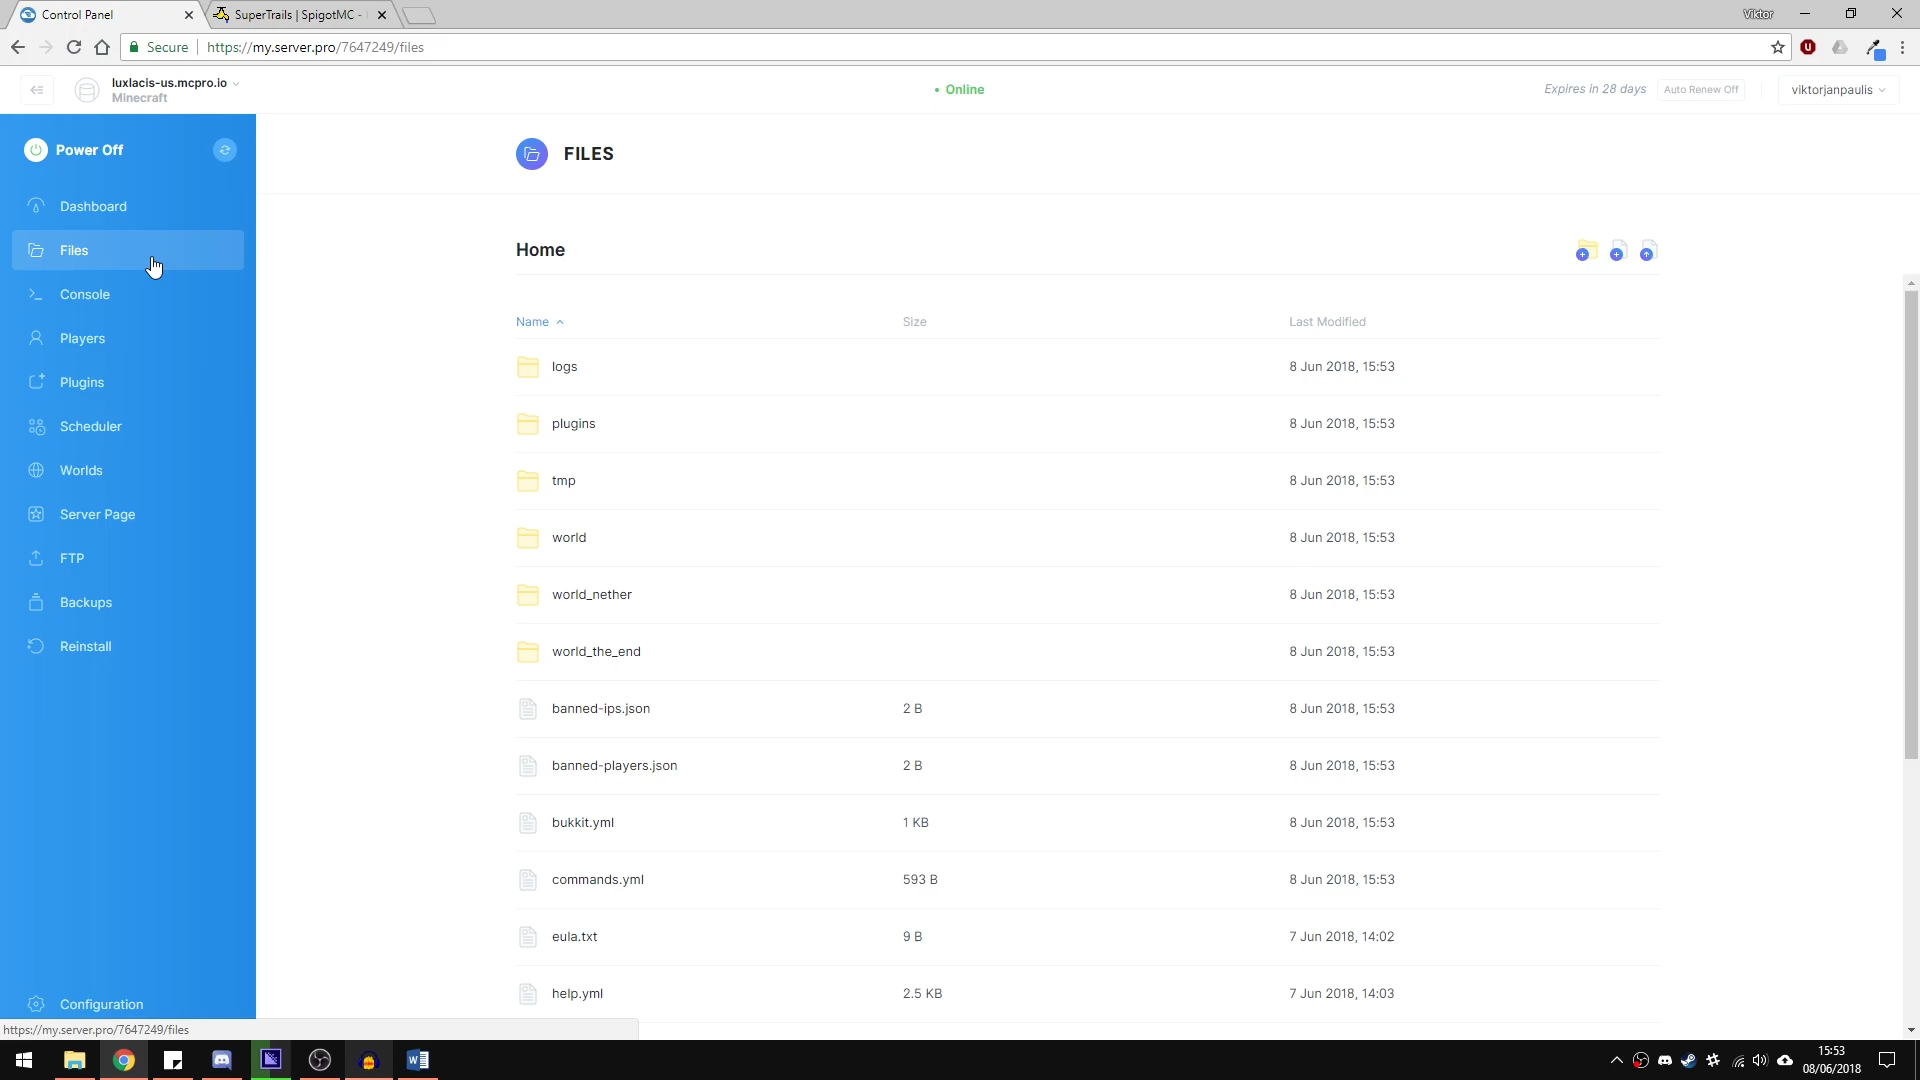 Control Panel
SuperTrails | SpigotMC -
Viktor
Secure
https://my.server.pro/7647249/files
luxlacis-us.mcpro.io
Minecraft
• Online
Expires in 28 days
Auto Renew Off
viktorjanpaulis
Power Off
Dashboard
Files
Console
Players
Plugins
Scheduler
Worlds
Server Page
FTP
Backups
Reinstall
Configuration
FILES
Home
Name Size Last Modified
logs 8 Jun 2018, 15:53
plugins 8 Jun 2018, 15:53
tmp 8 Jun 2018, 15:53
world 8 Jun 2018, 15:53
world_nether 8 Jun 2018, 15:53
world_the_end 8 Jun 2018, 15:53
banned-ips.json 2 B 8 Jun 2018, 15:53
banned-players.json 2 B 8 Jun 2018, 15:53
bukkit.yml 1 KB 8 Jun 2018, 15:53
commands.yml 593 B 8 Jun 2018, 15:53
eula.txt 9 B 7 Jun 2018, 14:02
help.yml 2.5 KB 7 Jun 2018, 14:03
https://my.server.pro/7647249/files
15:53
08/06/2018